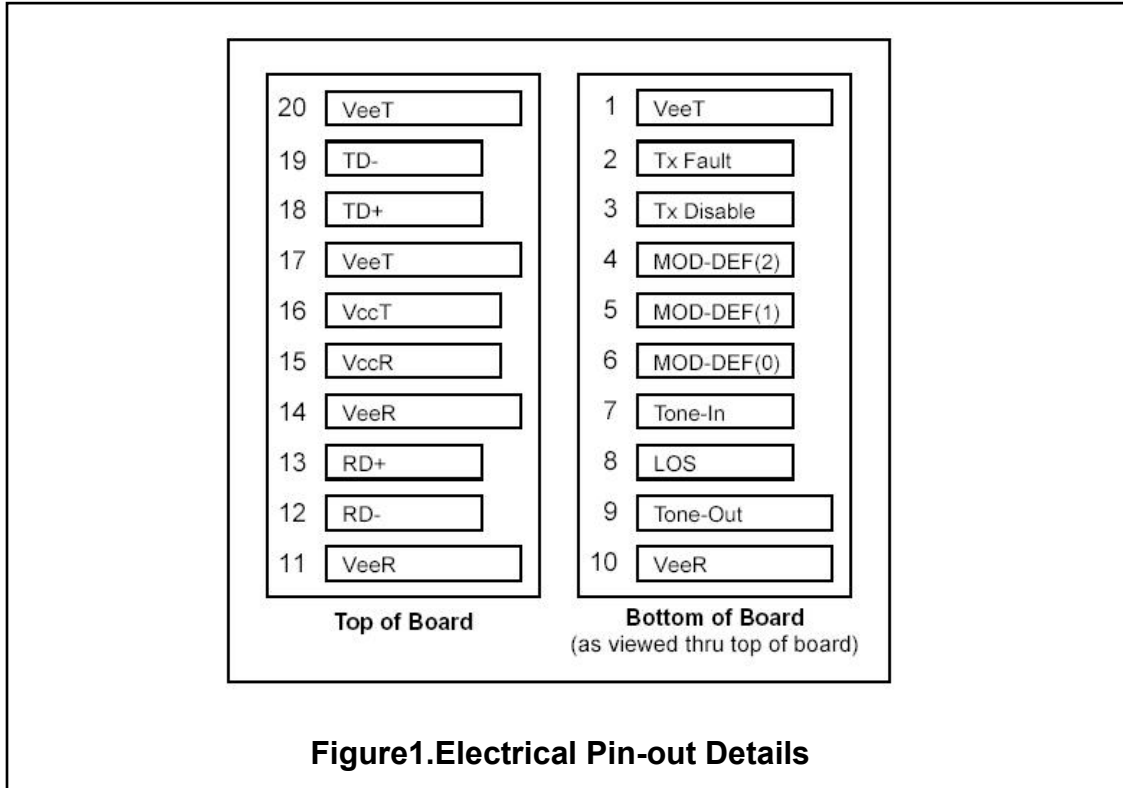 20 VeeT
19 TD-
18 TD+
17 VeeT
16 VccT
15 VccR
14 VeeR
13 RD+
12 RD-
11 VeeR
Top of Board
1 VeeT
2 Tx Fault
3 Tx Disable
4 MOD-DEF(2)
5 MOD-DEF(1)
6 MOD-DEF(0)
7 Tone-In
8 LOS
9 Tone-Out
10 VeeR
Bottom of Board
(as viewed thru top of board)
Figure1.Electrical Pin-out Details